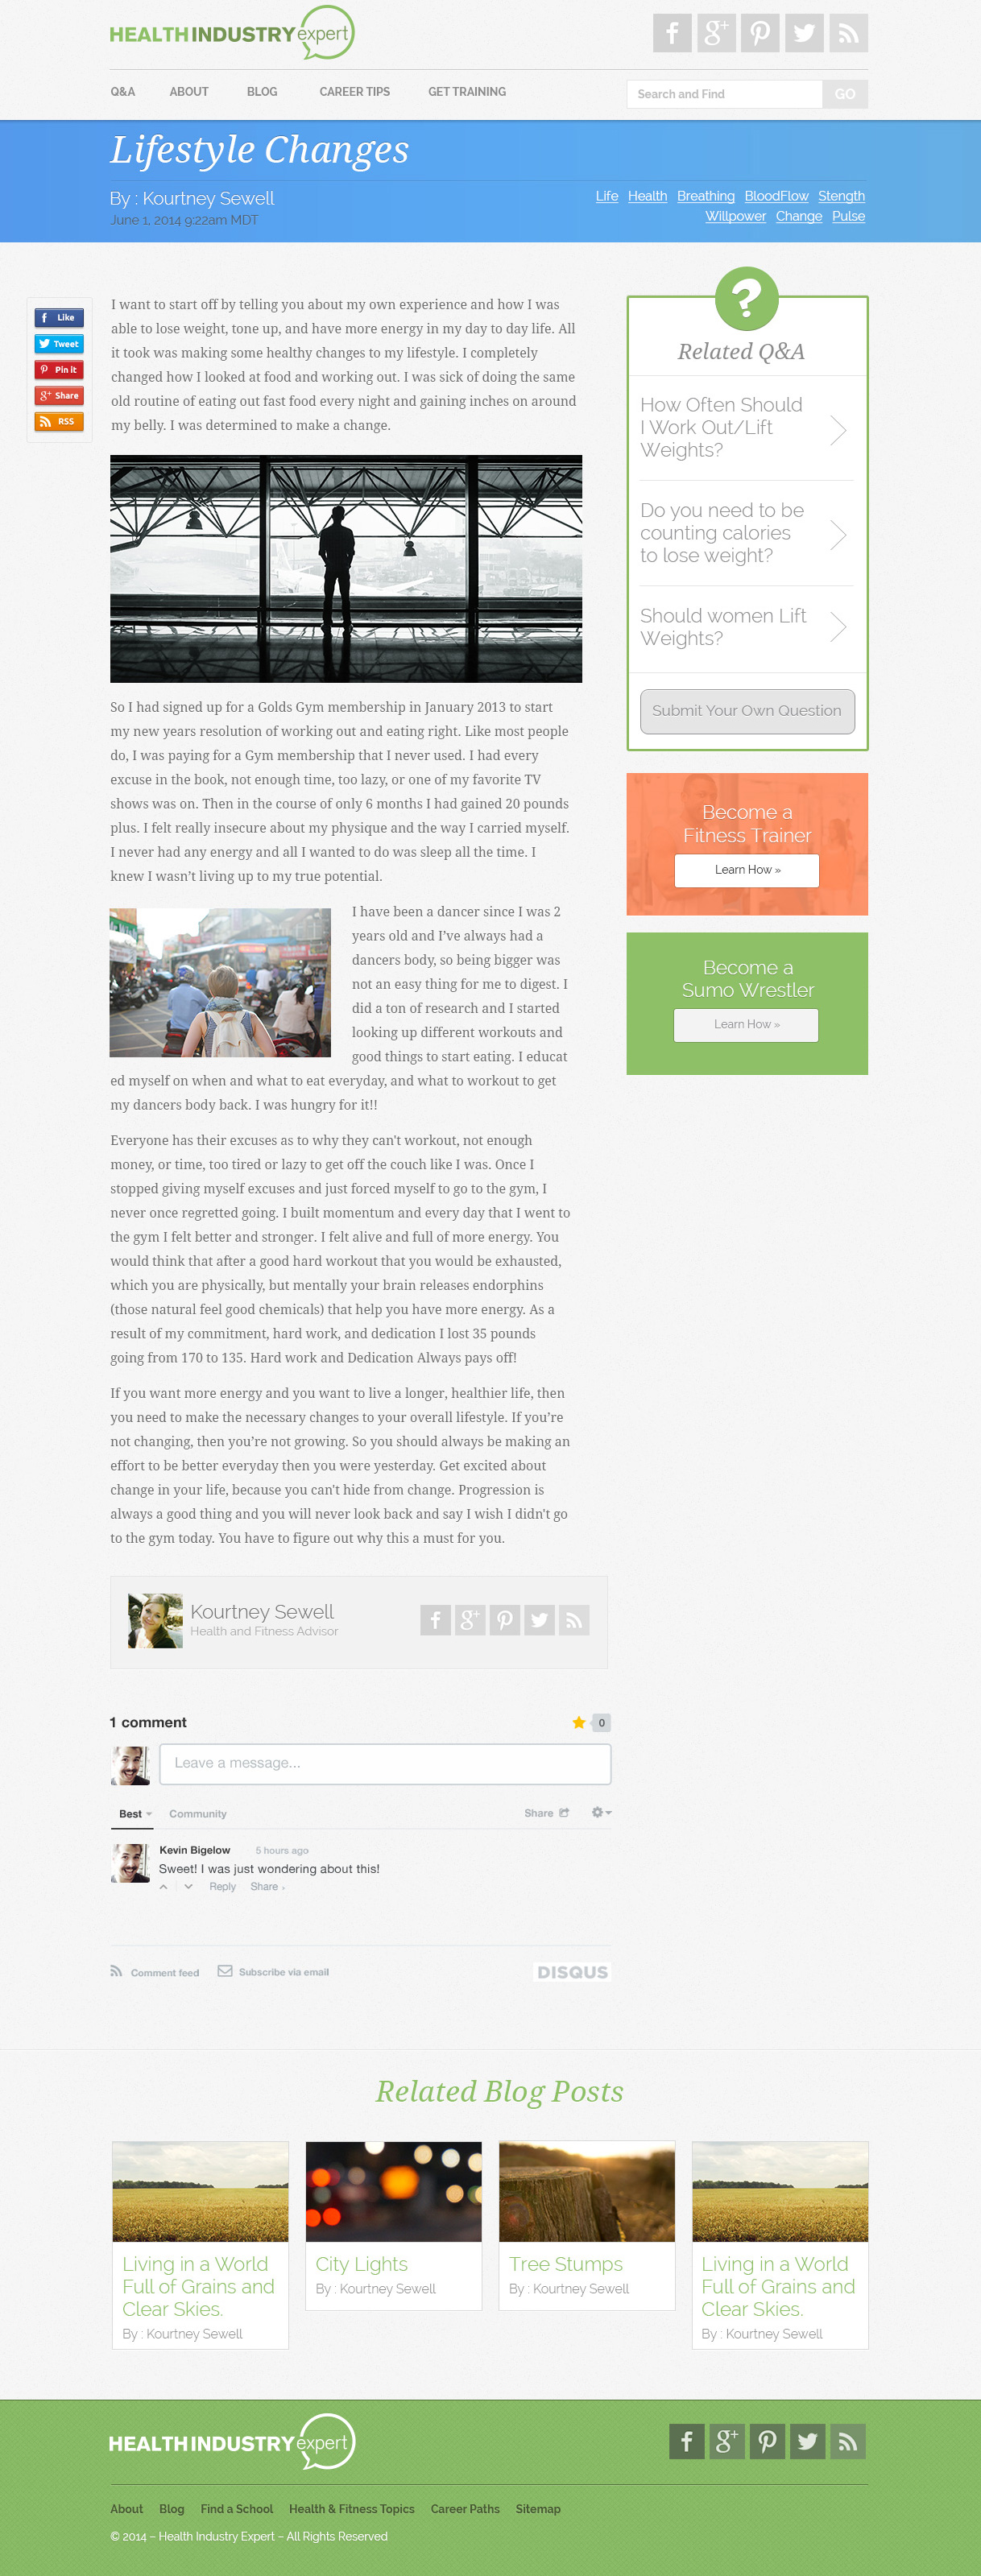 HEALTHINDUSTRYexpert
Q&A ABOUT BLOG CAREER TIPS GET TRAINING
Search and Find GO
Lifestyle Changes
By : Kourtney Sewell
June 1, 2014 9:22am MDT
Life Health Breathing BloodFlow Stength
Willpower Change Pulse
Like
Tweet
Pin it
Share
RSS
I want to start off by telling you about my own experience and how I was
able to lose weight, tone up, and have more energy in my day to day life. All
it took was making some healthy changes to my lifestyle. I completely
changed how I looked at food and working out. I was sick of doing the same
old routine of eating out fast food every night and gaining inches on around
my belly. I was determined to make a change.
So I had signed up for a Golds Gym membership in January 2013 to start
my new years resolution of working out and eating right. Like most people
do, I was paying for a Gym membership that I never used. I had every
excuse in the book, not enough time, too lazy, or one of my favorite TV
shows was on. Then in the course of only 6 months I had gained 20 pounds
plus. I felt really insecure about my physique and the way I carried myself.
I never had any energy and all I wanted to do was sleep all the time. I
knew I wasn’t living up to my true potential.
I have been a dancer since I was 2
years old and I’ve always had a
dancers body, so being bigger was
not an easy thing for me to digest. I
did a ton of research and I started
looking up different workouts and
good things to start eating. I educat
ed myself on when and what to eat everyday, and what to workout to get
my dancers body back. I was hungry for it!!
Everyone has their excuses as to why they can't workout, not enough
money, or time, too tired or lazy to get off the couch like I was. Once I
stopped giving myself excuses and just forced myself to go to the gym, I
never once regretted going. I built momentum and every day that I went to
the gym I felt better and stronger. I felt alive and full of more energy. You
would think that after a good hard workout that you would be exhausted,
which you are physically, but mentally your brain releases endorphins
(those natural feel good chemicals) that help you have more energy. As a
result of my commitment, hard work, and dedication I lost 35 pounds
going from 170 to 135. Hard work and Dedication Always pays off!
If you want more energy and you want to live a longer, healthier life, then
you need to make the necessary changes to your overall lifestyle. If you’re
not changing, then you’re not growing. So you should always be making an
effort to be better everyday then you were yesterday. Get excited about
change in your life, because you can't hide from change. Progression is
always a good thing and you will never look back and say I wish I didn't go
to the gym today. You have to figure out why this a must for you.
?
Related Q&A
How Often Should
I Work Out/Lift
Weights?
Do you need to be
counting calories
to lose weight?
Should women Lift
Weights?
Submit Your Own Question
Become a
Fitness Trainer
Learn How »
Become a
Sumo Wrestler
Learn How »
Kourtney Sewell
Health and Fitness Advisor
1 comment
0
Leave a message...
Best Community Share
Kevin Bigelow 5 hours ago
Sweet! I was just wondering about this!
Reply Share ›
Comment feed Subscribe via email DISQUS
Related Blog Posts
Living in a World
Full of Grains and
Clear Skies.
By : Kourtney Sewell
City Lights
By : Kourtney Sewell
Tree Stumps
By : Kourtney Sewell
Living in a World
Full of Grains and
Clear Skies.
By : Kourtney Sewell
HEALTHINDUSTRYexpert
About Blog Find a School Health & Fitness Topics Career Paths Sitemap
© 2014 – Health Industry Expert – All Rights Reserved